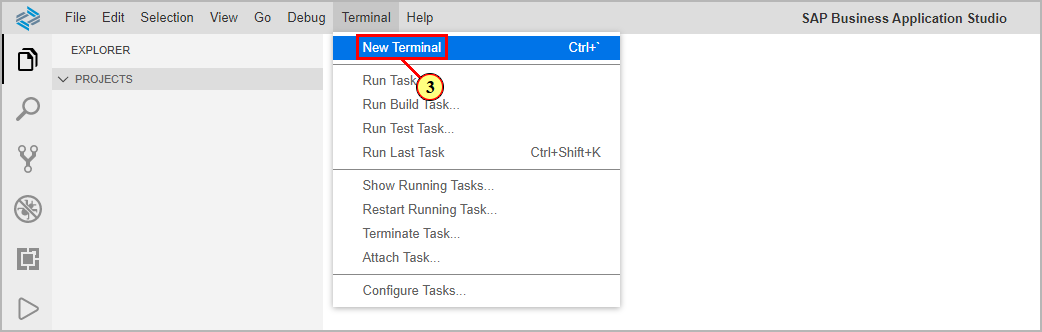 File Edit Selection View Go Debug Terminal Help SAP Business Application Studio
EXPLORER
PROJECTS
New Terminal Ctrl+`
Run Task
3
Run Build Task...
Run Test Task...
Run Last Task Ctrl+Shift+K
Show Running Tasks...
Restart Running Task...
Terminate Task...
Attach Task...
Configure Tasks...